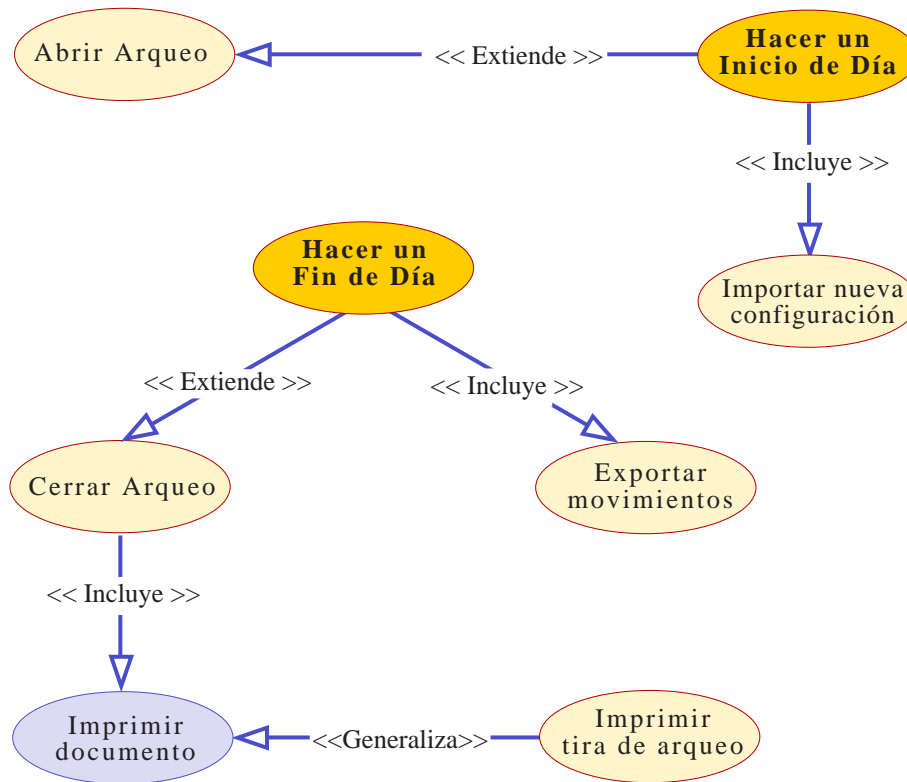 Abrir Arqueo
<< Extiende >>
Hacer un
Inicio de Día
<< Incluye >>
Importar nueva
configuración
Hacer un
Fin de Día
<< Extiende >>
<< Incluye >>
Cerrar Arqueo
Exportar
movimientos
<< Incluye >>
Imprimir
documento
<<Generaliza>>
Imprimir
tira de arqueo